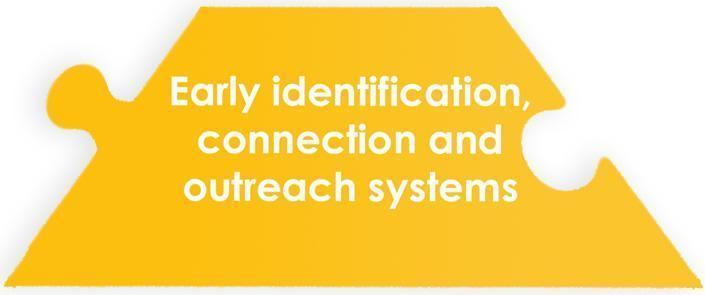 Early identification,
connection and
outreach systems